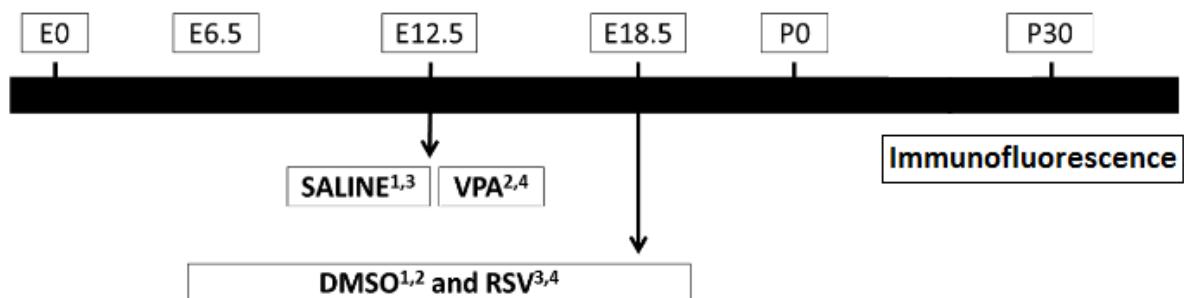 E0 E6.5 E12.5 E18.5 P0 P30
Immunofluorescence
SALINE¹,³ VPA²,⁴
DMSO¹,² and RSV³,⁴